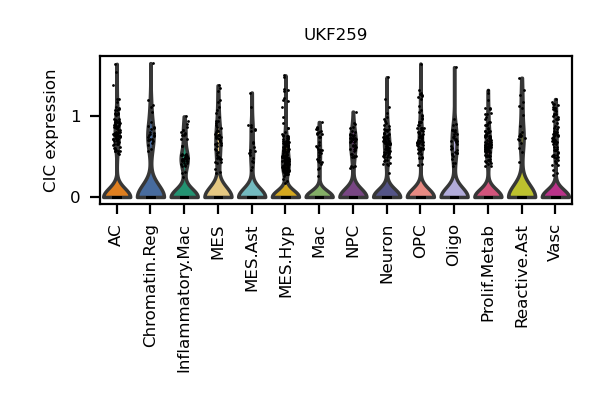 UKF259
CIC expression
1
0
AC
Chromatin.Reg
Inflammatory.Mac
MES
MES.Ast
MES.Hyp
Mac
NPC
Neuron
OPC
Oligo
Prolif.Metab
Reactive.Ast
Vasc